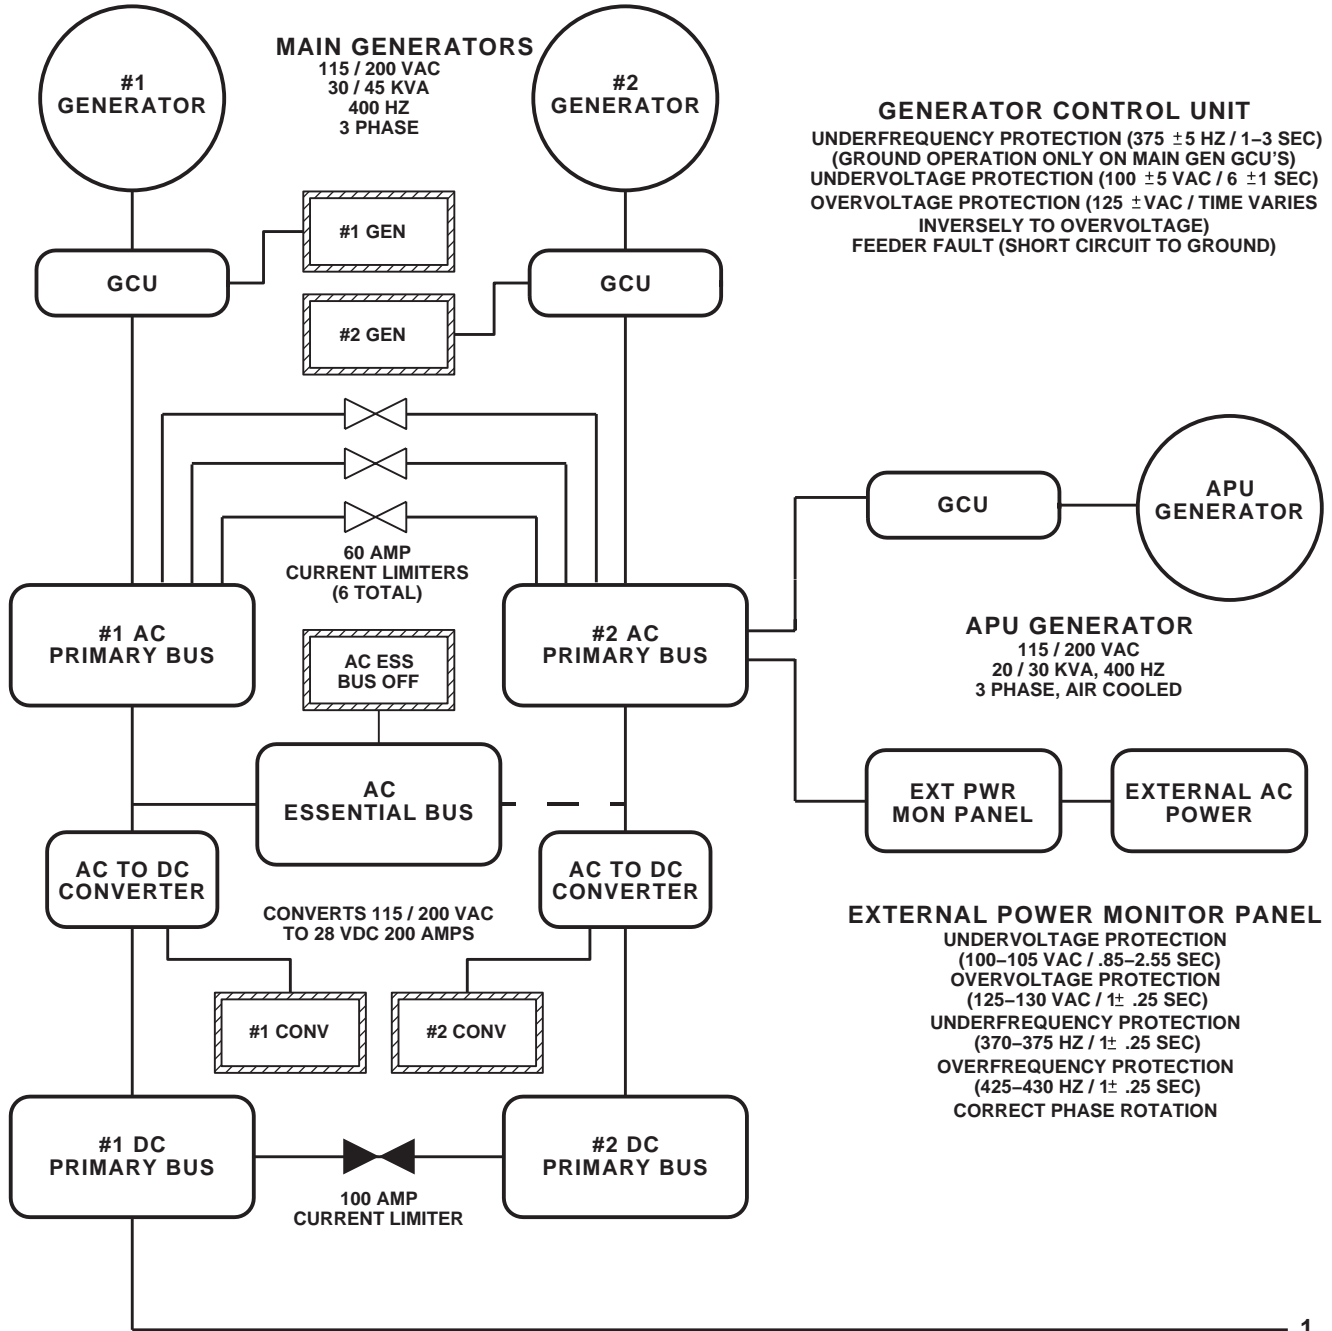 #1
GENERATOR
MAIN GENERATORS
115 / 200 VAC
30 / 45 KVA
400 HZ
3 PHASE
#2
GENERATOR
GENERATOR CONTROL UNIT
UNDERFREQUENCY PROTECTION (375 ±5 HZ / 1–3 SEC)
(GROUND OPERATION ONLY ON MAIN GEN GCU'S)
UNDERVOLTAGE PROTECTION (100 ±5 VAC / 6 ±1 SEC)
OVERVOLTAGE PROTECTION (125 ±VAC / TIME VARIES
INVERSELY TO OVERVOLTAGE)
FEEDER FAULT (SHORT CIRCUIT TO GROUND)
#1 GEN
GCU
GCU
#2 GEN
60 AMP
CURRENT LIMITERS
(6 TOTAL)
GCU
APU
GENERATOR
#1 AC
PRIMARY BUS
AC ESS
BUS OFF
#2 AC
PRIMARY BUS
APU GENERATOR
115 / 200 VAC
20 / 30 KVA, 400 HZ
3 PHASE, AIR COOLED
AC
ESSENTIAL BUS
EXT PWR
MON PANEL
EXTERNAL AC
POWER
AC TO DC
CONVERTER
AC TO DC
CONVERTER
CONVERTS 115 / 200 VAC
TO 28 VDC 200 AMPS
#1 CONV
#2 CONV
EXTERNAL POWER MONITOR PANEL
UNDERVOLTAGE PROTECTION
(100–105 VAC / .85–2.55 SEC)
OVERVOLTAGE PROTECTION
(125–130 VAC / 1± .25 SEC)
UNDERFREQUENCY PROTECTION
(370–375 HZ / 1± .25 SEC)
OVERFREQUENCY PROTECTION
(425–430 HZ / 1± .25 SEC)
CORRECT PHASE ROTATION
#1 DC
PRIMARY BUS
#2 DC
PRIMARY BUS
100 AMP
CURRENT LIMITER
1